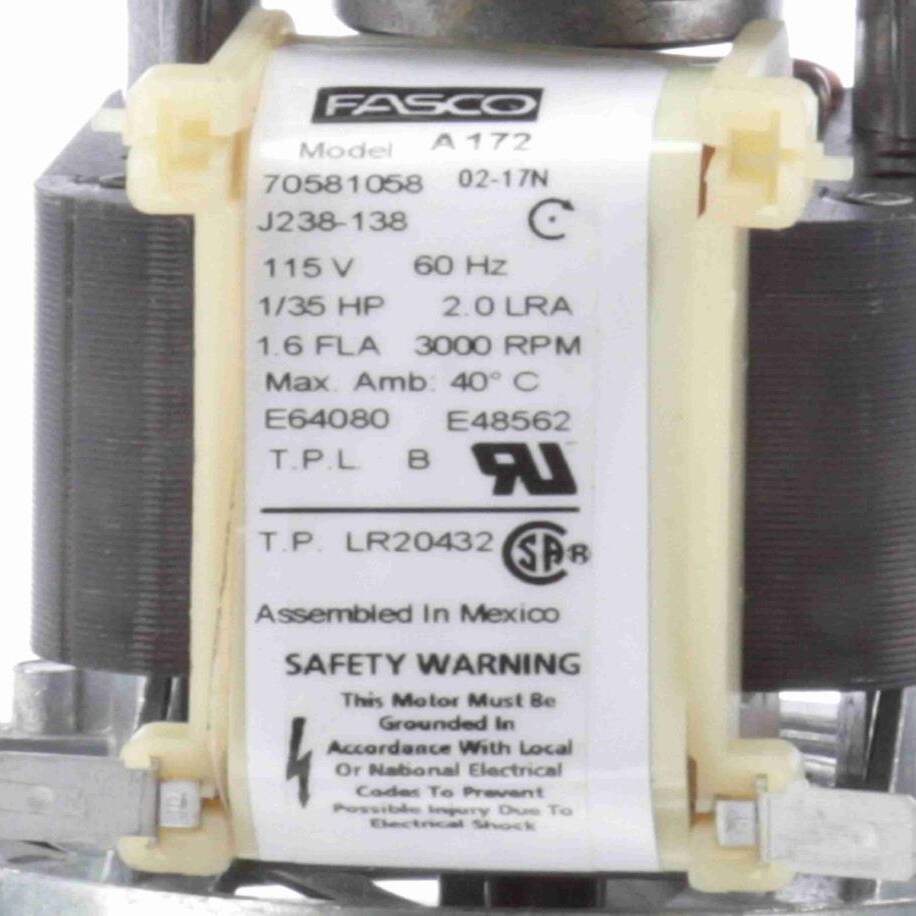 FASCO
Model A 172
70581058 02-17N
J238-138
115 V 60 Hz
1/35 HP 2.0 LRA
1.6 FLA 3000 RPM
Max. Amb: 40° C
E64080 E48562
T.P.L. B RU
T.P. LR20432 SA®
Assembled In Mexico
SAFETY WARNING
This Motor Must Be
Grounded In
Accordance With Local
Or National Electrical
Codes To Prevent
Possible Injury Due To
Electrical Shock